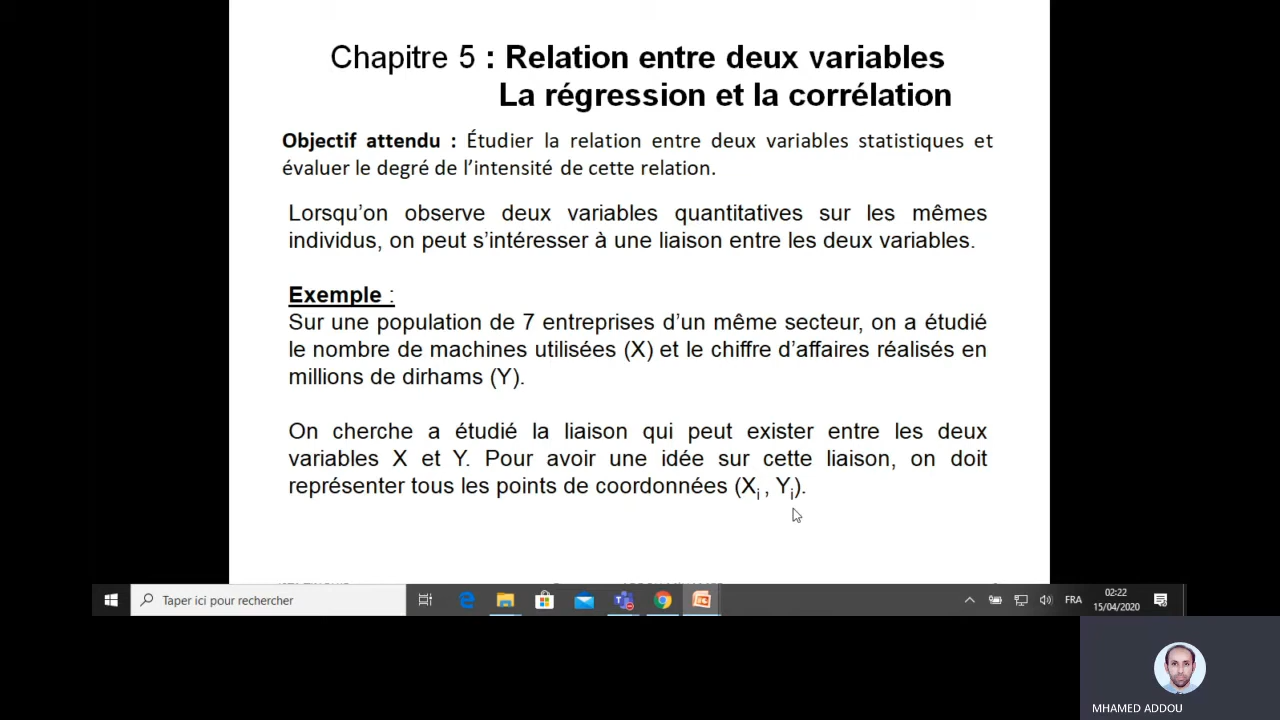 Chapitre 5 : Relation entre deux variables
La régression et la corrélation
Objectif attendu : Étudier la relation entre deux variables statistiques et
évaluer le degré de l’intensité de cette relation.
Lorsqu’on observe deux variables quantitatives sur les mêmes
individus, on peut s’intéresser à une liaison entre les deux variables.
Exemple :
Sur une population de 7 entreprises d’un même secteur, on a étudié
le nombre de machines utilisées (X) et le chiffre d’affaires réalisés en
millions de dirhams (Y).
On cherche a étudié la liaison qui peut exister entre les deux
variables X et Y. Pour avoir une idée sur cette liaison, on doit
représenter tous les points de coordonnées (Xi , Yi).
Taper ici pour rechercher
FRA
02:22
15/04/2020
MHAMED ADDOU